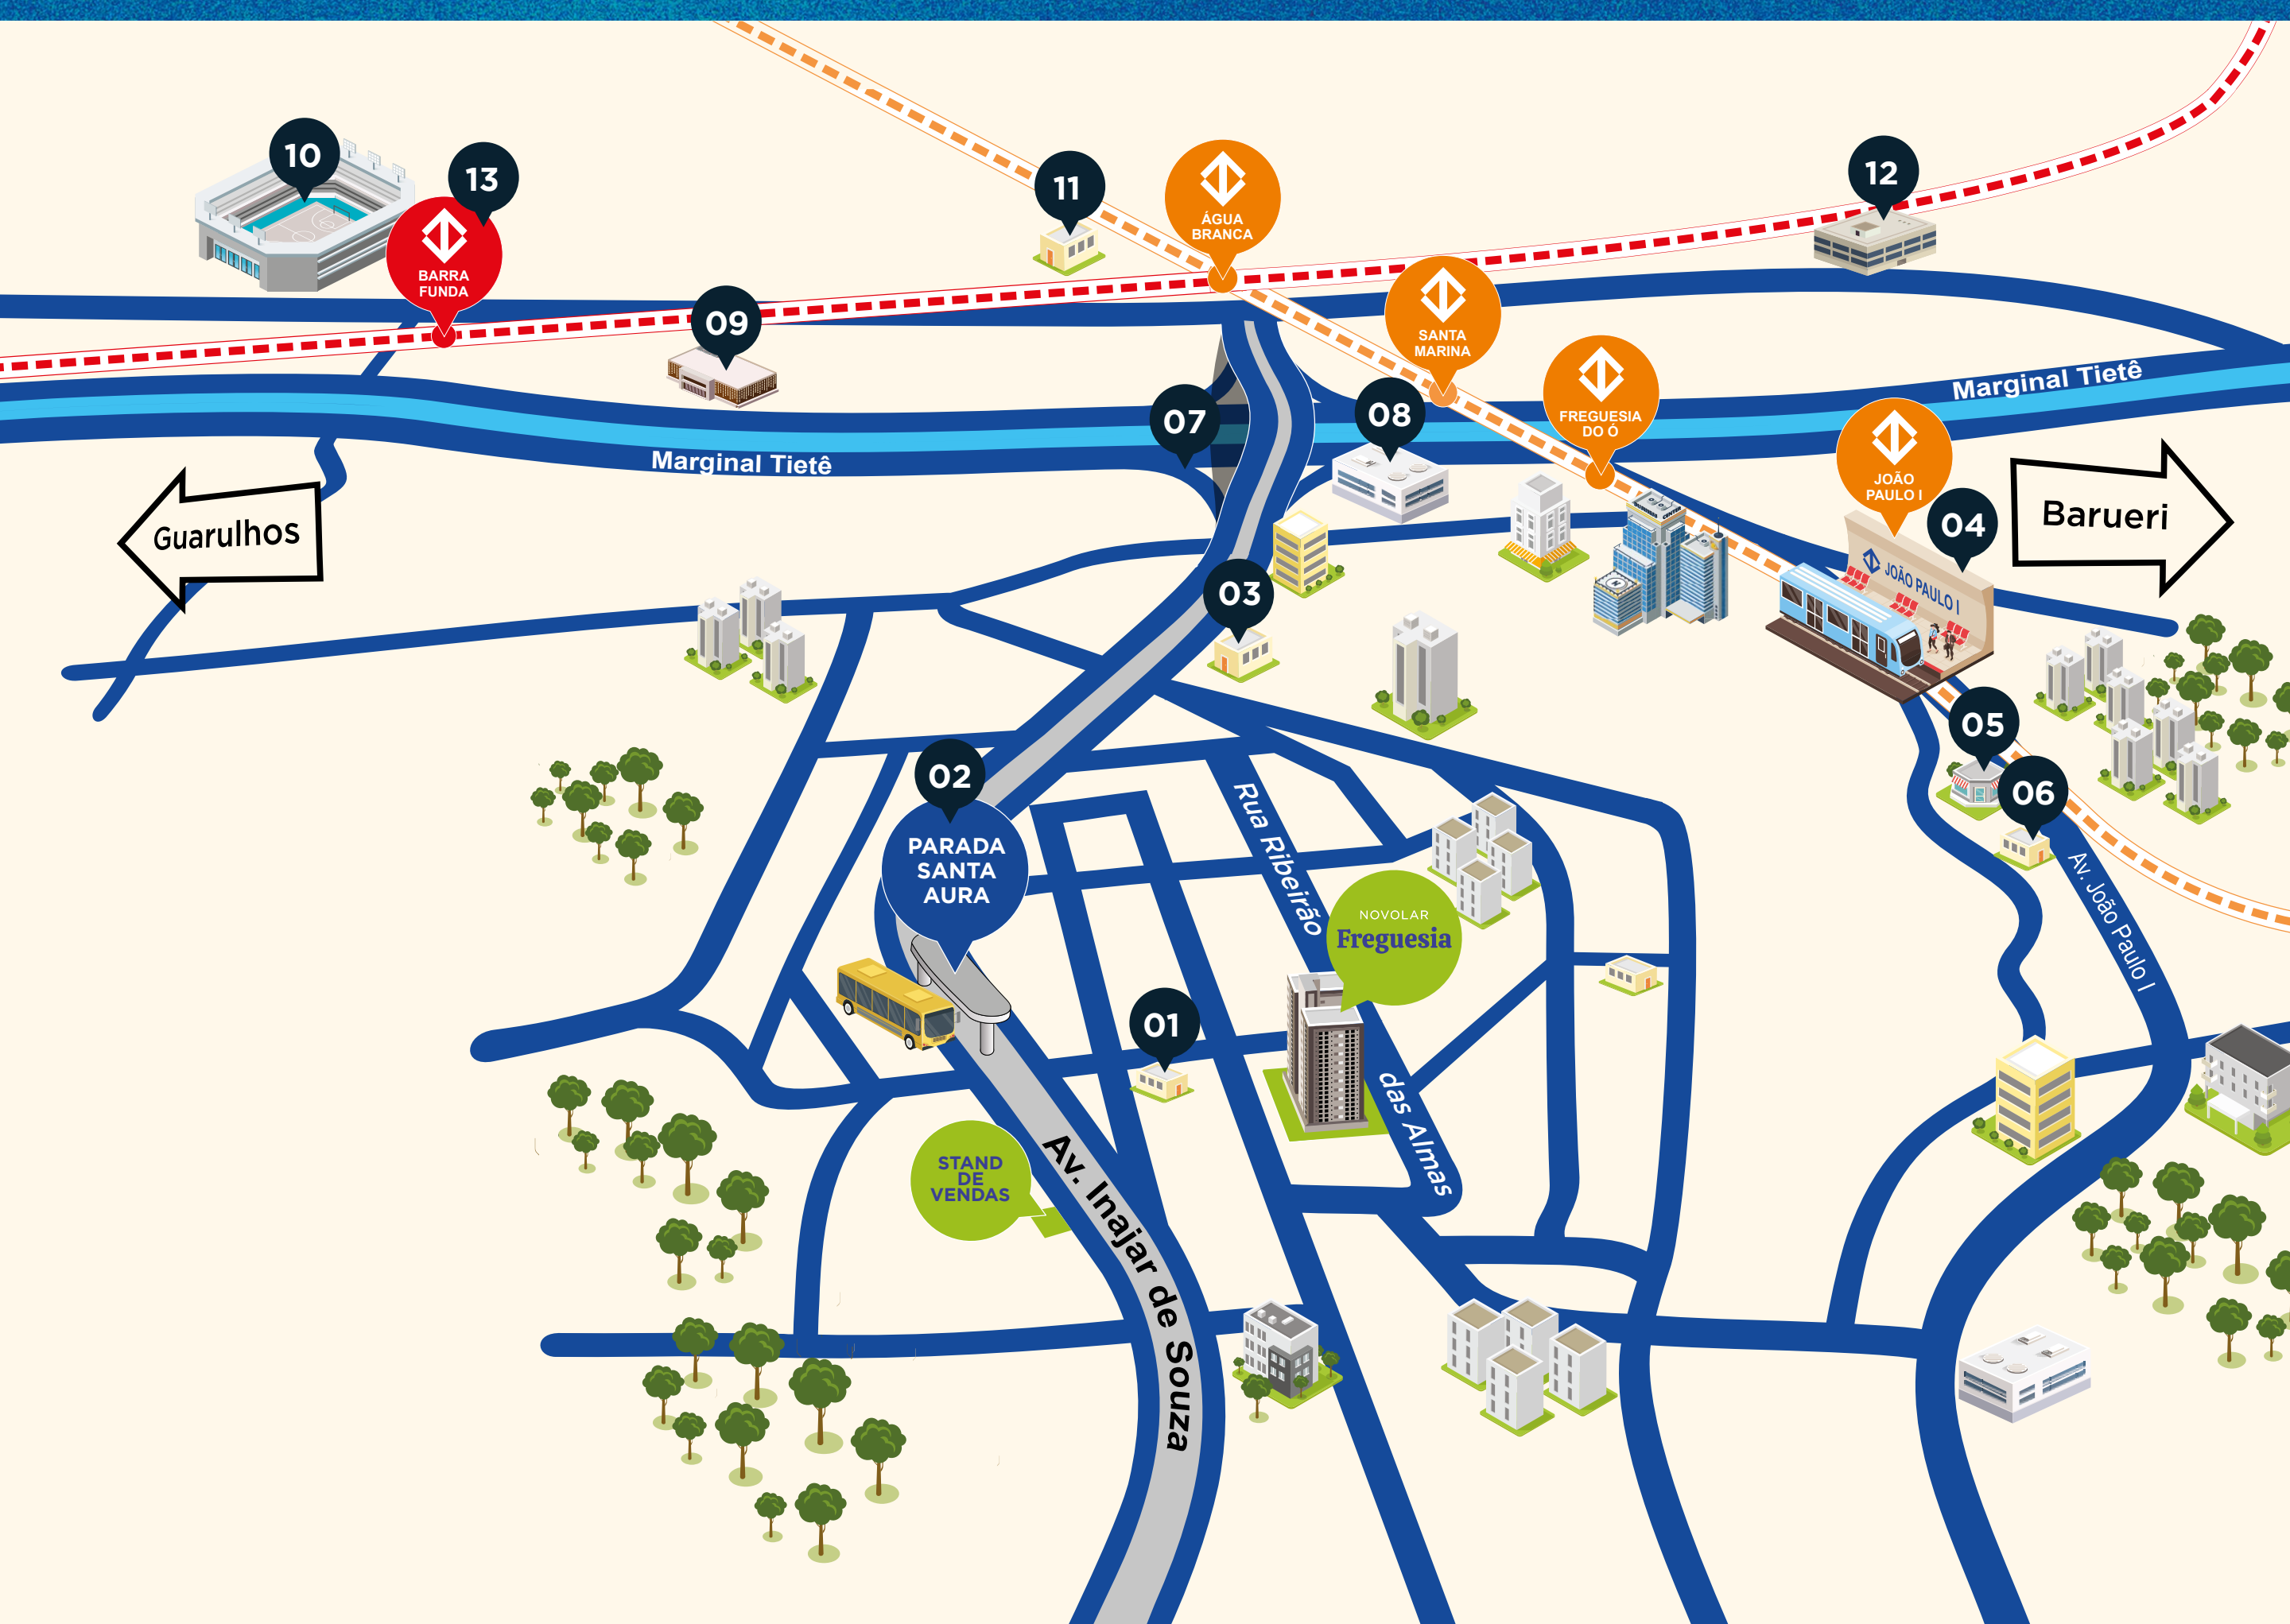 10
13
11
12
ÁGUA
BRANCA
BARRA
FUNDA
09
SANTA
MARINA
07
08
FREGUESIA
DO Ó
Marginal Tietê
Marginal Tietê
JOÃO
PAULO I
04
Guarulhos
Barueri
JOÃO PAULO I
BUSINESS CENTER
N
03
05
02
06
PARADA
SANTA
AURA
Rua Ribeirão
das Almas
NOVOLAR
Freguesia
Av. João Paulo I
01
STAND
DE
VENDAS
Av. Inajar de Souza